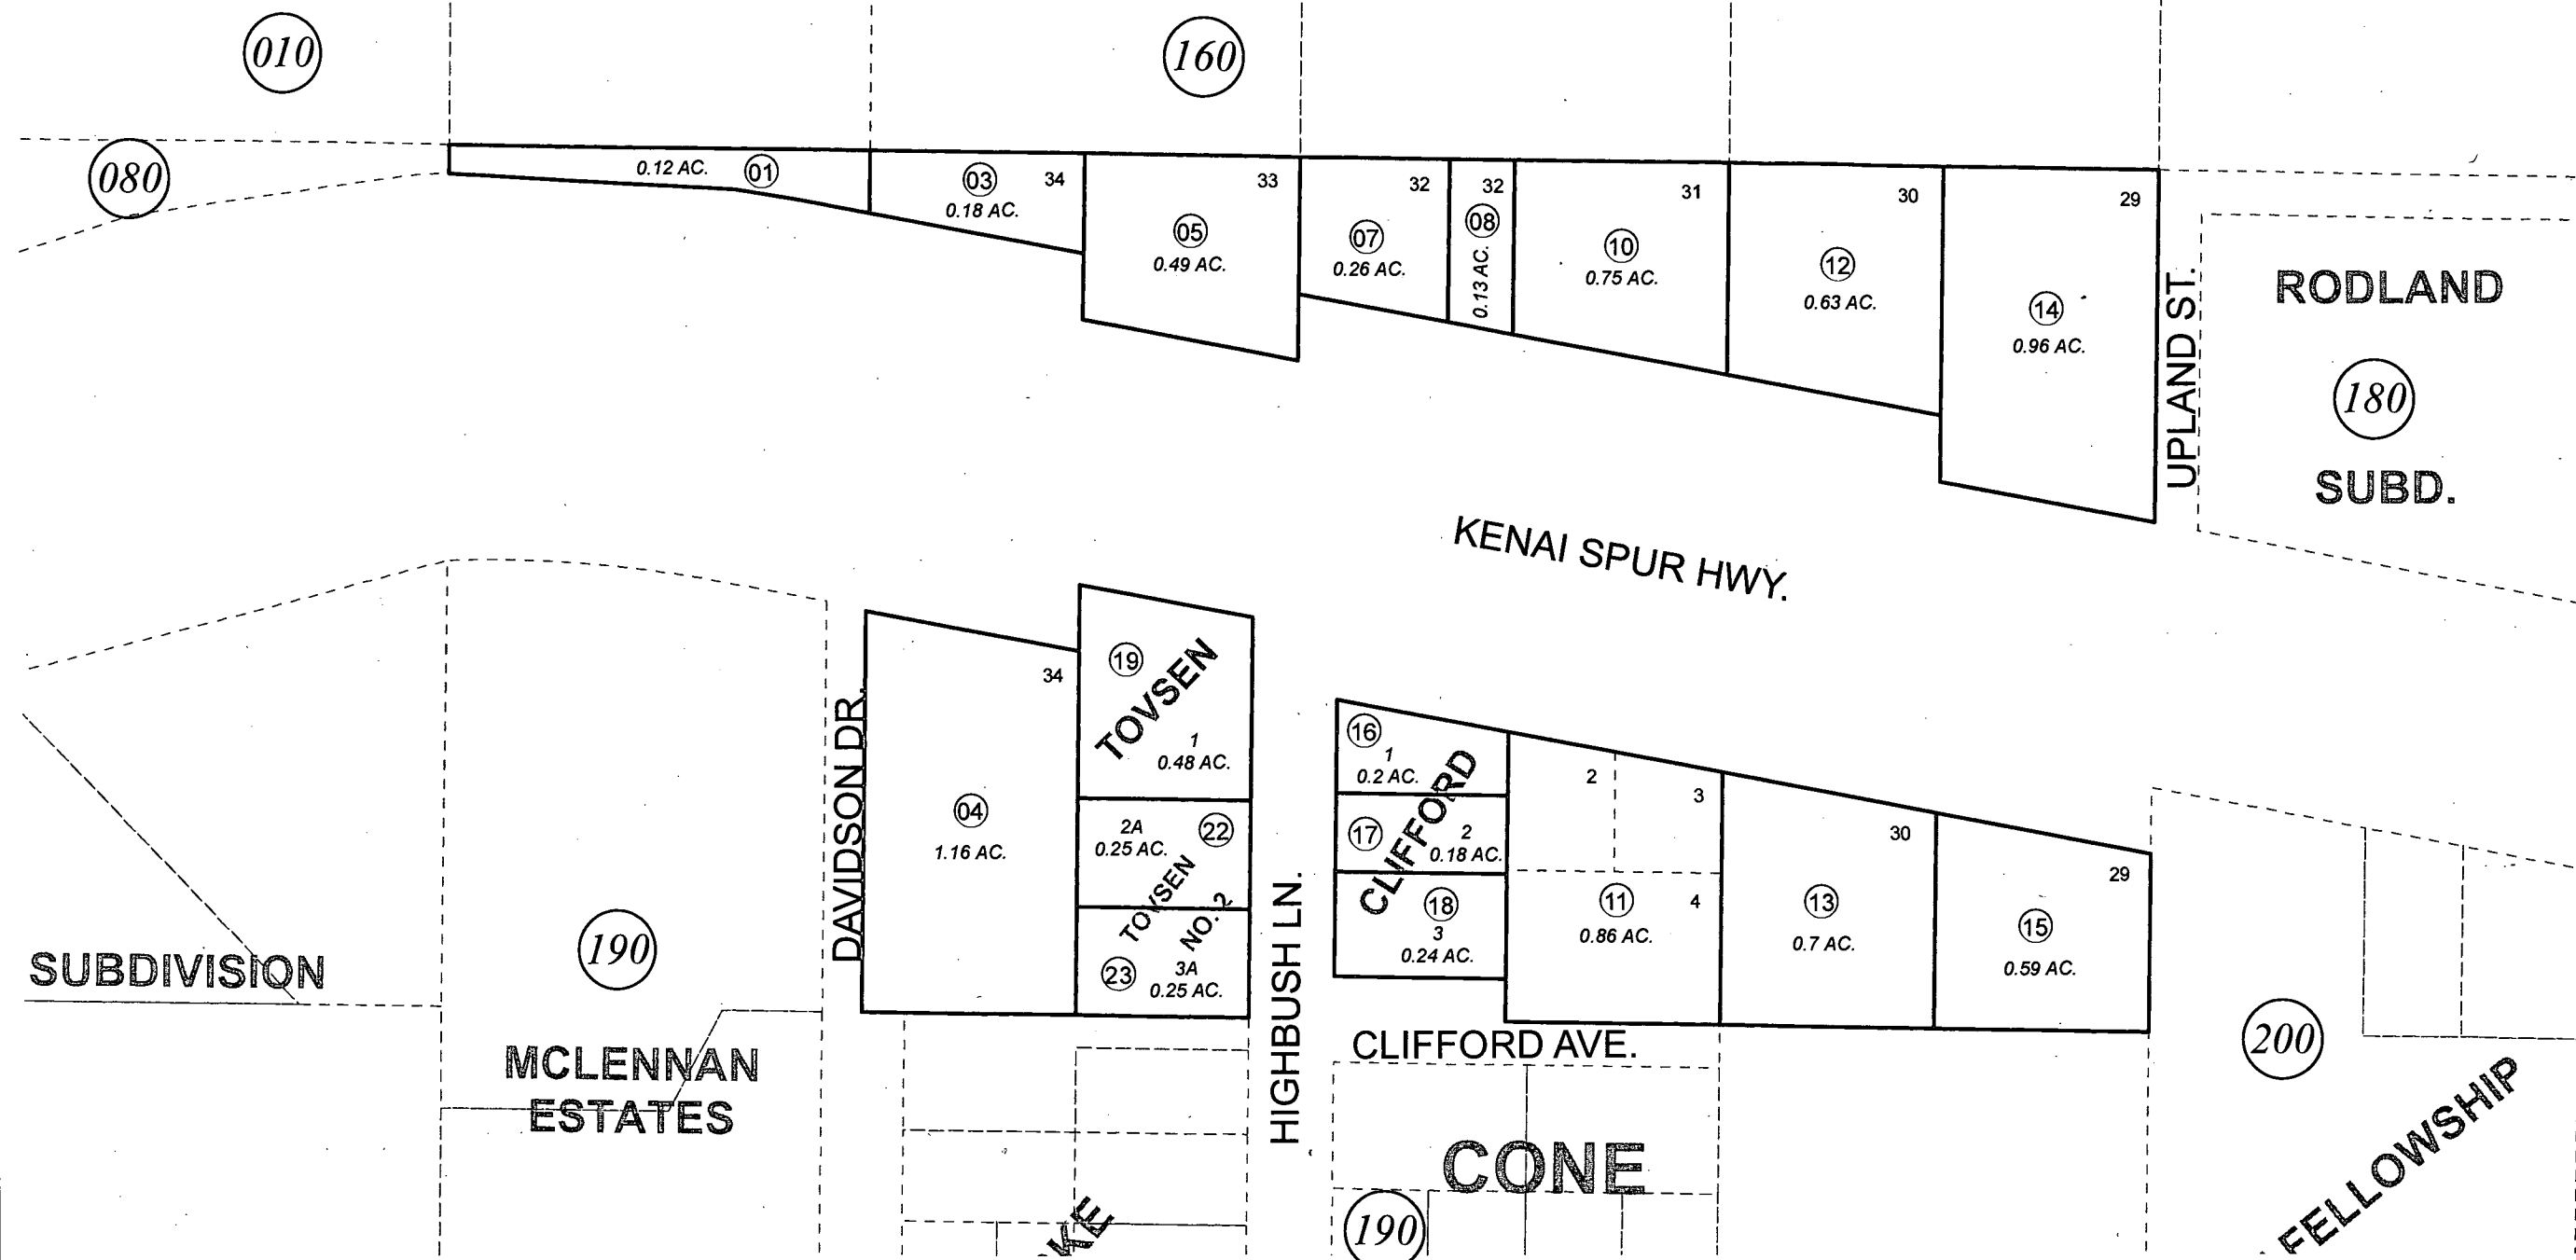 010
160
080
0.12 AC.
01
03
34
0.18 AC.
33
05
0.49 AC.
32
07
0.26 AC.
32
08
0.13 AC.
31
10
0.75 AC.
30
12
0.63 AC.
29
14
0.96 AC.
UPLAND ST.
RODLAND
180
SUBD.
KENAI SPUR HWY.
DAVIDSON DR.
34
04
1.16 AC.
19
TOVSEN
1
0.48 AC.
2A
22
0.25 AC.
TOVSEN
NO. 2
23
3A
0.25 AC.
HIGHBUSH LN.
16
1
0.2 AC.
CLIFFORD
17
2
0.18 AC.
18
3
0.24 AC.
2
3
11
4
0.86 AC.
30
13
0.7 AC.
29
15
0.59 AC.
SUBDIVISION
190
MCLENNAN
ESTATES
CLIFFORD AVE.
CONE
190
200
FELLOWSHIP
KE